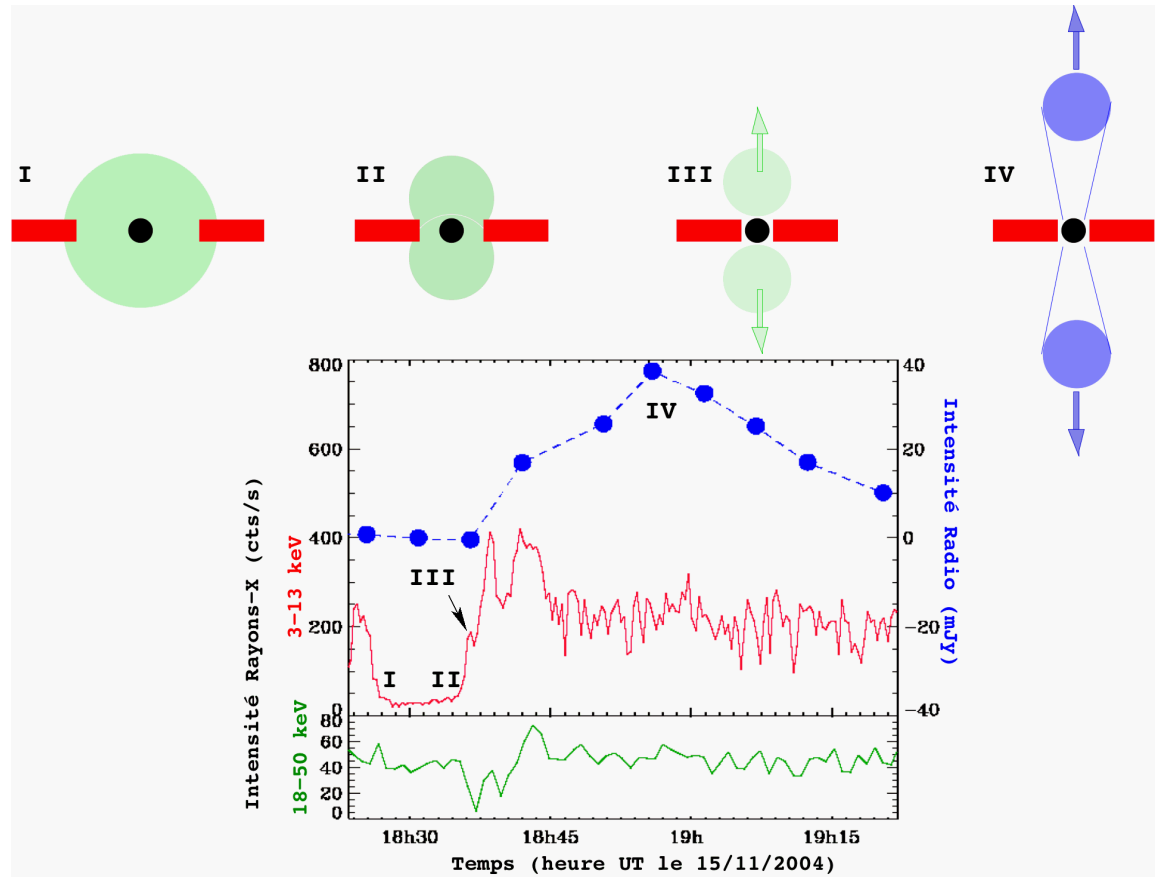 I
II
III
IV
800
600
400
200
0
40
20
0
−20
−40
IV
III
I
II
80
60
40
20
0
Intensité Rayons-X (cts/s)
3−13 keV
18−50 keV
Intensité Radio (mJy)
18h30
18h45
19h
19h15
Temps (heure UT le 15/11/2004)